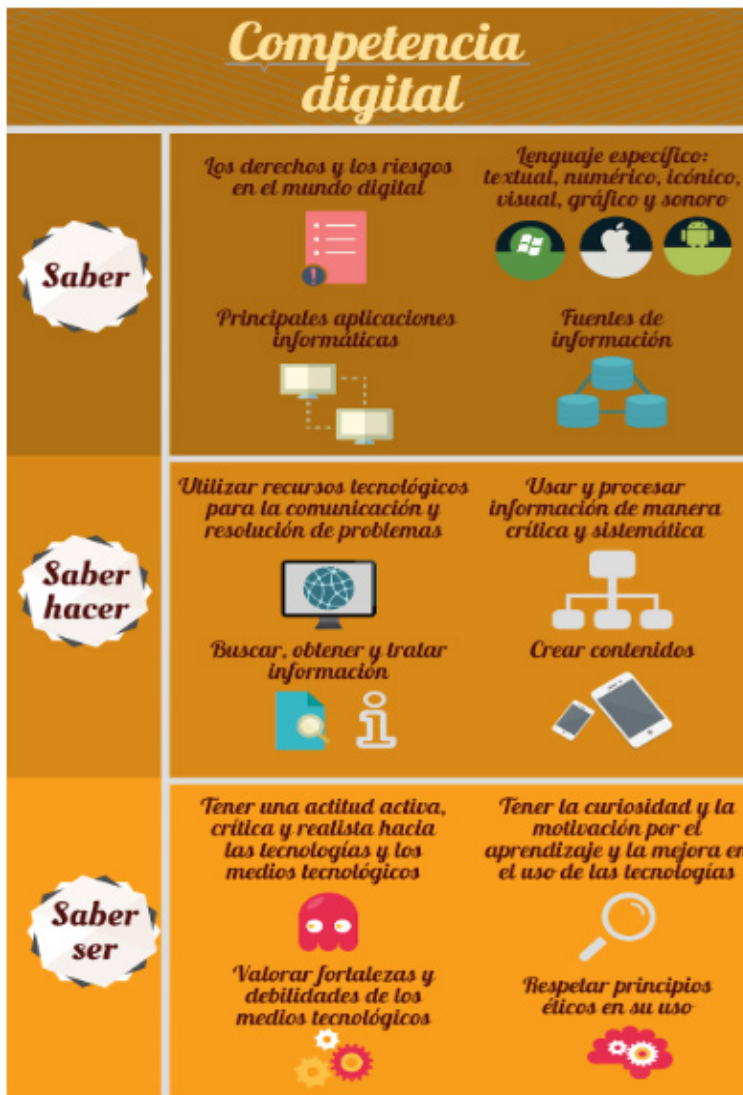 Competencia
digital
Saber
Los derechos y los riesgos
en el mundo digital
Lenguaje específico:
textual, numérico, icónico,
visual, gráfico y sonoro
Principales aplicaciones
informáticas
Fuentes de
información
Saber
hacer
Utilizar recursos tecnológicos
para la comunicación y
resolución de problemas
Usar y procesar
información de manera
crítica y sistemática
Buscar, obtener y tratar
información
Crear contenidos
Saber
ser
Tener una actitud activa,
crítica y realista hacia
las tecnologías y los
medios tecnológicos
Tener la curiosidad y la
motivación por el
aprendizaje y la mejora en
el uso de las tecnologías
Valorar fortalezas y
debilidades de los
medios tecnológicos
Respetar principios
éticos en su uso